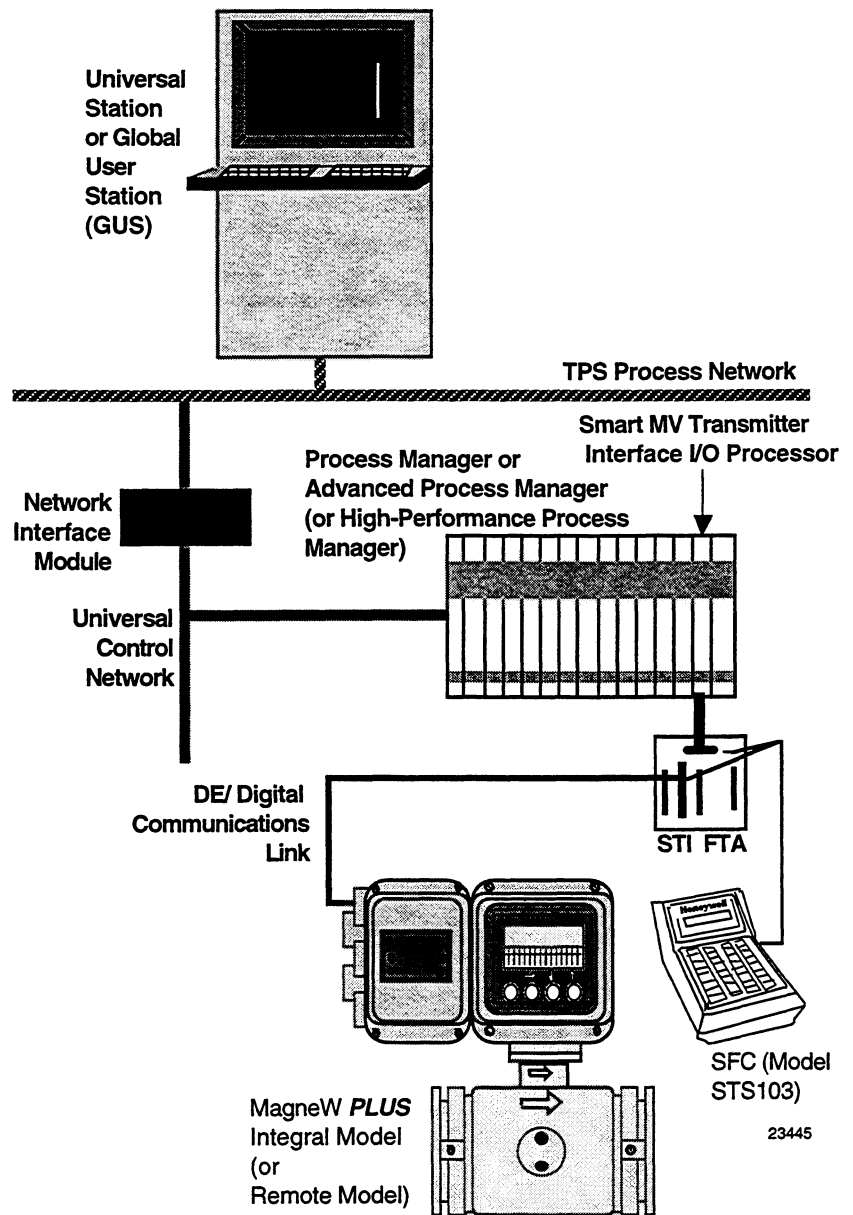 Universal
Station
or Global
User
Station
(GUS)
TPS Process Network
Smart MV Transmitter
Interface I/O Processor
Process Manager or
Advanced Process Manager
(or High-Performance Process
Manager)
Network
Interface
Module
Universal
Control
Network
DE/ Digital
Communications
Link
STI FTA
Honeywell
SFC (Model
STS103)
MagneW PLUS
Integral Model
(or
Remote Model)
23445